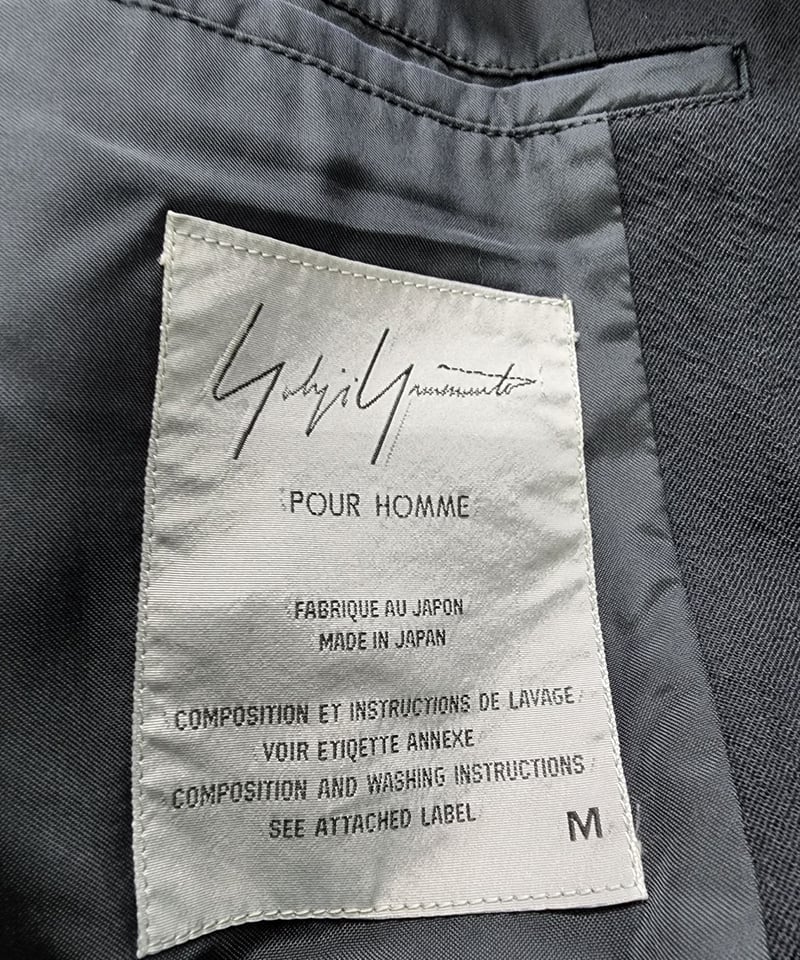 Yohji Yamamoto
POUR HOMME
FABRIQUE AU JAPON
MADE IN JAPAN
COMPOSITION ET INSTRUCTIONS DE LAVAGE
VOIR ETIQETTE ANNEXE
COMPOSITION AND WASHING INSTRUCTIONS
SEE ATTACHED LABEL
M